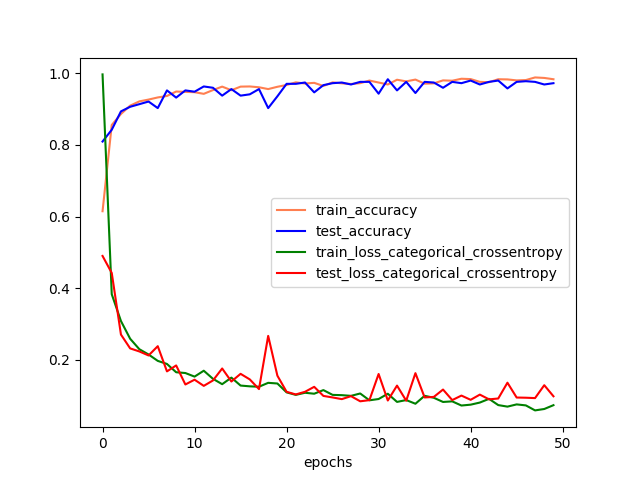 1.0
0.8
0.6
0.4
0.2
train_accuracy
test_accuracy
train_loss_categorical_crossentropy
test_loss_categorical_crossentropy
0 10 20 30 40 50
epochs